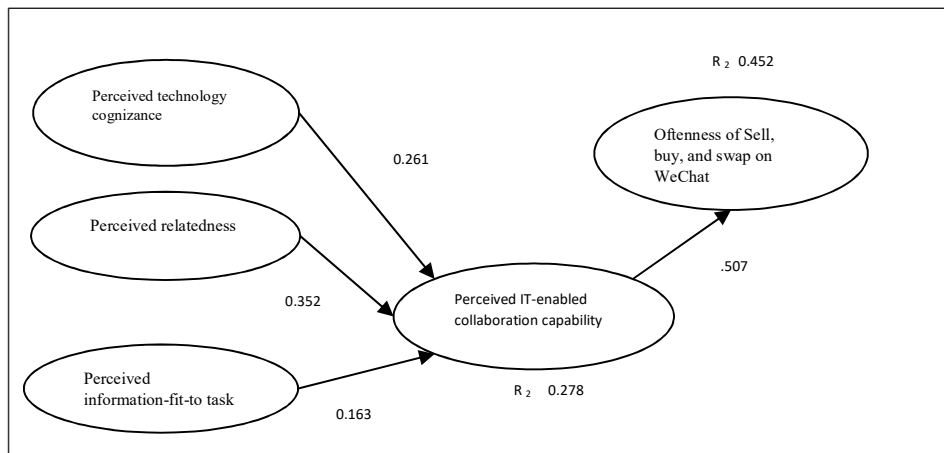 R 2 0.452
Perceived technology
cognizance
Oftenness of Sell,
buy, and swap on
WeChat
0.261
Perceived relatedness
.507
0.352
Perceived IT-enabled
collaboration capability
Perceived
information-fit-to task
R 2 0.278
0.163